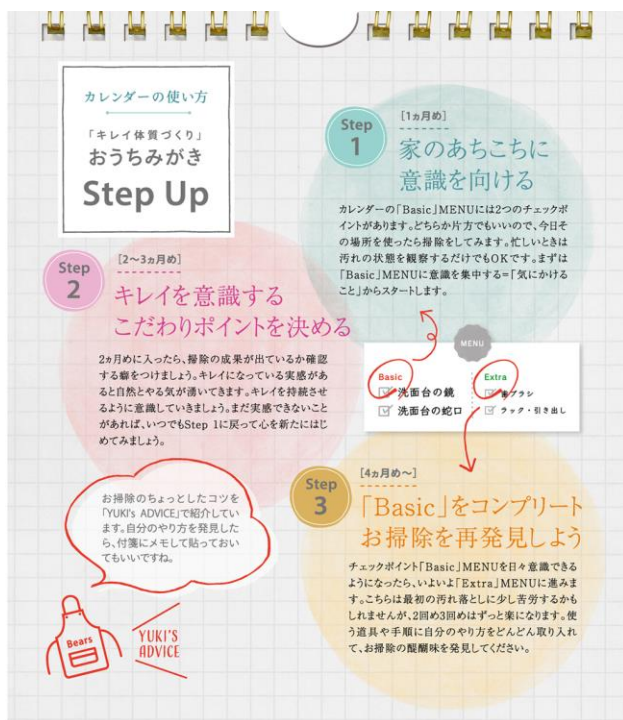 カレンダーの使い方
「キレイ体質づくり」
おうちみがき
Step Up
Step
1
[1ヵ月め]
家のあちこちに
意識を向ける
カレンダーの「Basic」MENUには2つのチェックポ
イントがあります。どちらか片方でもいいので、今日そ
の場所を使ったら掃除をしてみます。忙しいときは
汚れの状態を観察するだけでもOKです。まずは
「Basic」MENUに意識を集中する=「気にかける
こと」からスタートします。
Step
2
[2〜3ヵ月め]
キレイを意識する
こだわりポイントを決める
2ヵ月めに入ったら、掃除の成果が出ているか確認
する癖をつけましょう。キレイになっている実感があ
ると自然とやる気が湧いてきます。キレイを持続させ
るように意識していきましょう。まだ実感できないこと
があれば、いつでもStep 1に戻って心を新たにはじ
めてみましょう。
MENU
Basic
洗面台の鏡
洗面台の蛇口
Extra
歯ブラシ
ラック・引き出し
Step
3
[4ヵ月め〜]
「Basic」をコンプリート
お掃除を再発見しよう
チェックポイント「Basic」MENUを日々意識できる
ようになったら、いよいよ「Extra」MENUに進みま
す。こちらは最初の汚れ落としに少し苦労するかも
しれませんが、2回め3回めはずっと楽になります。使
う道具や手順に自分のやり方をどんどん取り入れ
て、お掃除の醍醐味を発見してください。
お掃除のちょっとしたコツを
「YUKI's ADVICE」で紹介してい
ます。自分のやり方を発見した
ら、付箋にメモして貼っておい
てもいいですね。
Bears
YUKI'S
ADVICE